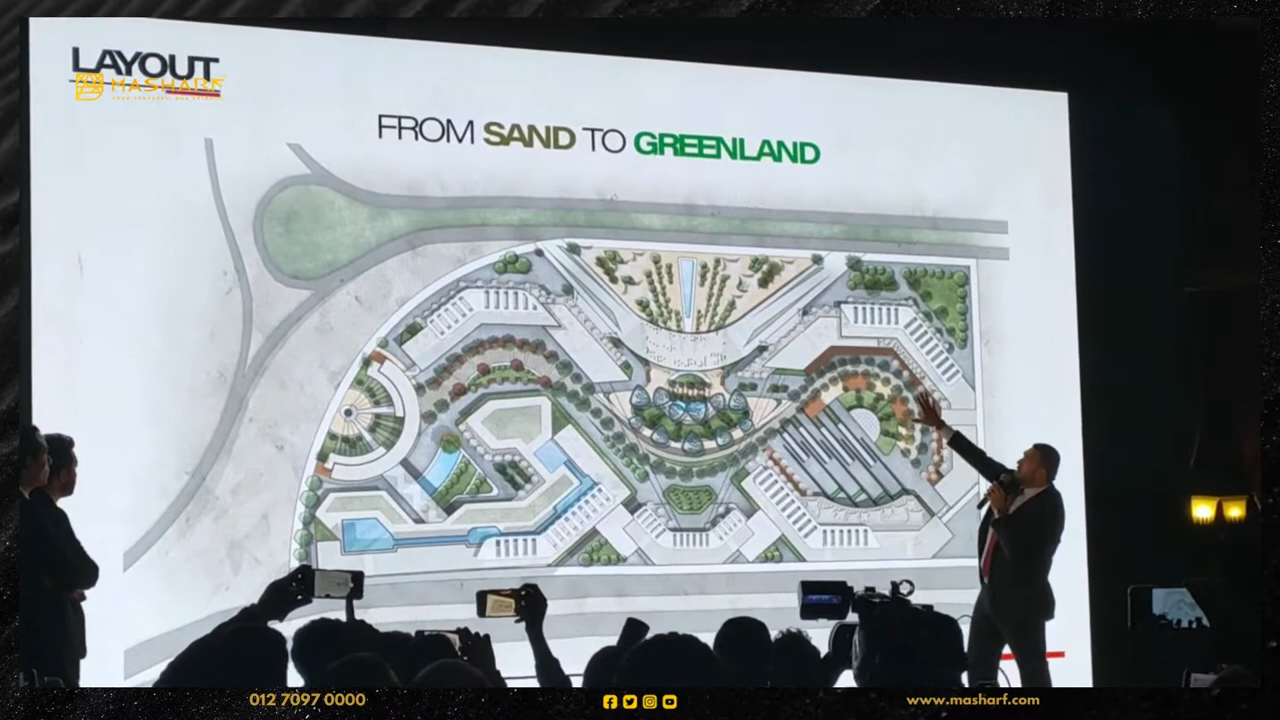 LAYOUT
MASHARF
FROM SAND TO GREENLAND
012 7097 0000
www.masharf.com